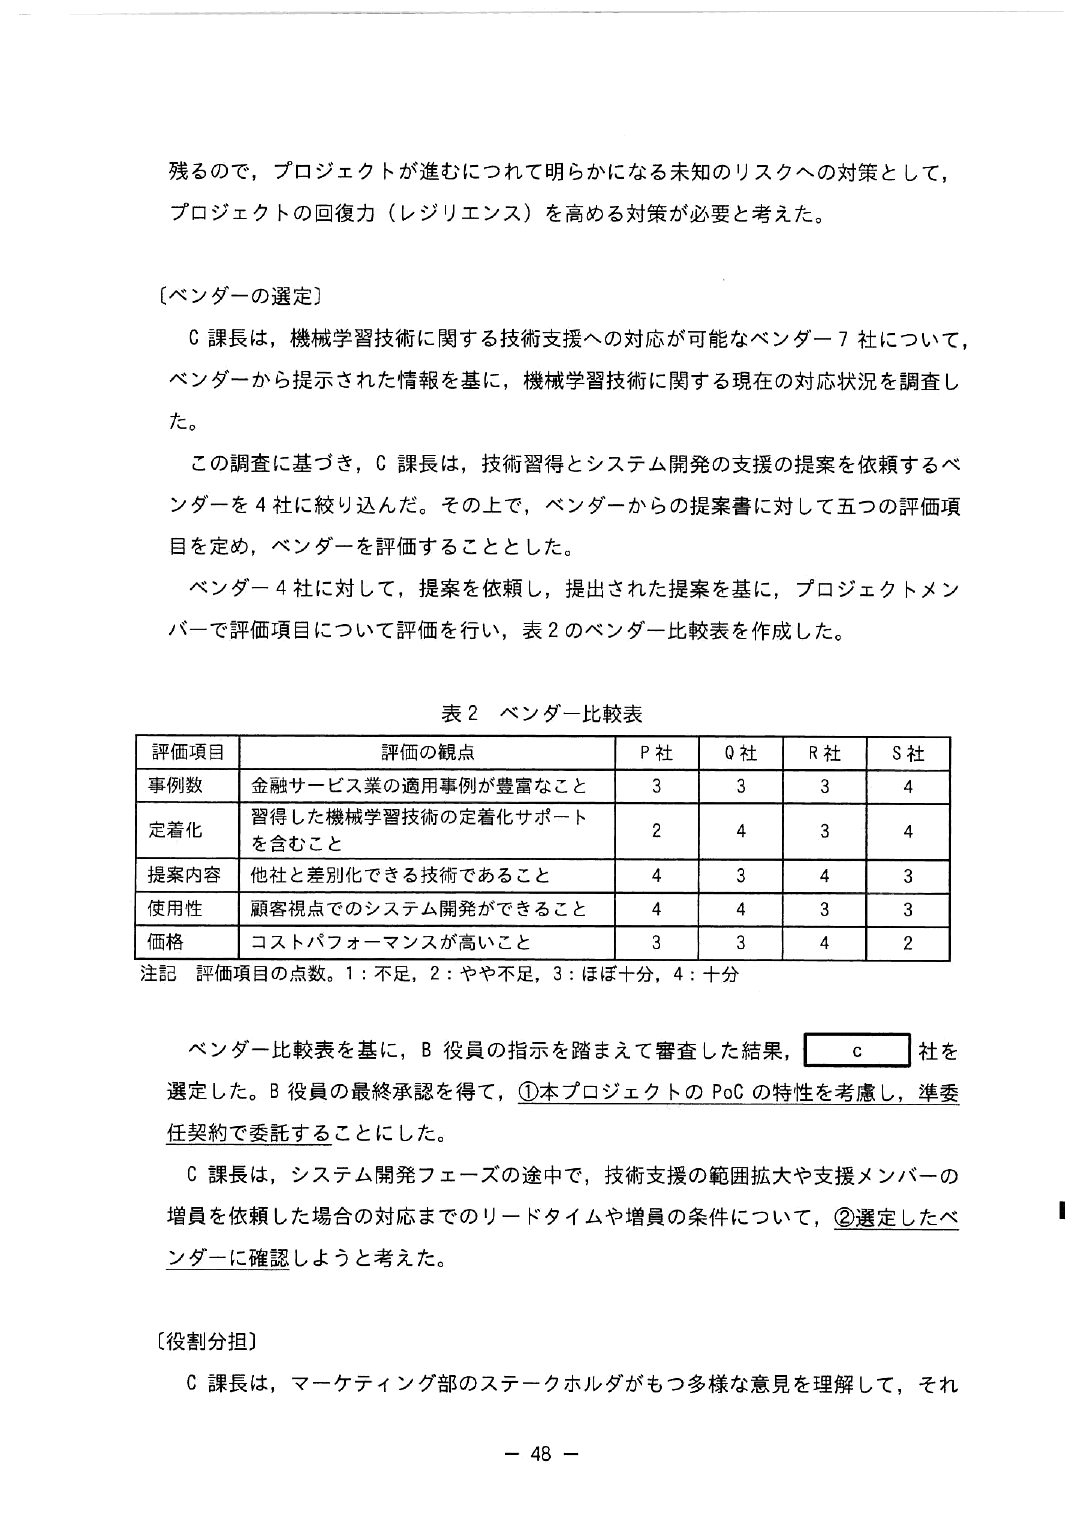 残るので，プロジェクトが進むにつれて明らかになる未知のリスクへの対策として，
プロジェクトの回復力（レジリエンス）を高める対策が必要と考えた。
〔ベンダーの選定〕
C 課長は，機械学習技術に関する技術支援への対応が可能なベンダー 7 社について，
ベンダーから提示された情報を基に，機械学習技術に関する現在の対応状況を調査し
た。
この調査に基づき，C 課長は，技術習得とシステム開発の支援の提案を依頼するベ
ンダーを 4 社に絞り込んだ。その上で，ベンダーからの提案書に対して五つの評価項
目を定め，ベンダーを評価することとした。
ベンダー 4 社に対して，提案を依頼し，提出された提案を基に，プロジェクトメン
バーで評価項目について評価を行い，表 2 のベンダー比較表を作成した。
表 2　ベンダー比較表
評価項目 評価の観点 P 社 Q 社 R 社 S 社
事例数 金融サービス業の適用事例が豊富なこと 3 3 3 4
定着化 習得した機械学習技術の定着化サポート
を含むこと 2 4 3 4
提案内容 他社と差別化できる技術であること 4 3 4 3
使用性 顧客視点でのシステム開発ができること 4 4 3 3
価格 コストパフォーマンスが高いこと 3 3 4 2
注記　評価項目の点数。1：不足，2：やや不足，3：ほぼ十分，4：十分
ベンダー比較表を基に，B 役員の指示を踏まえて審査した結果， c 社を
選定した。B 役員の最終承認を得て，①本プロジェクトの PoC の特性を考慮し，準委
任契約で委託することにした。
C 課長は，システム開発フェーズの途中で，技術支援の範囲拡大や支援メンバーの
増員を依頼した場合の対応までのリードタイムや増員の条件について，②選定したベ
ンダーに確認しようと考えた。
〔役割分担〕
C 課長は，マーケティング部のステークホルダがもつ多様な意見を理解して，それ
－ 48 －